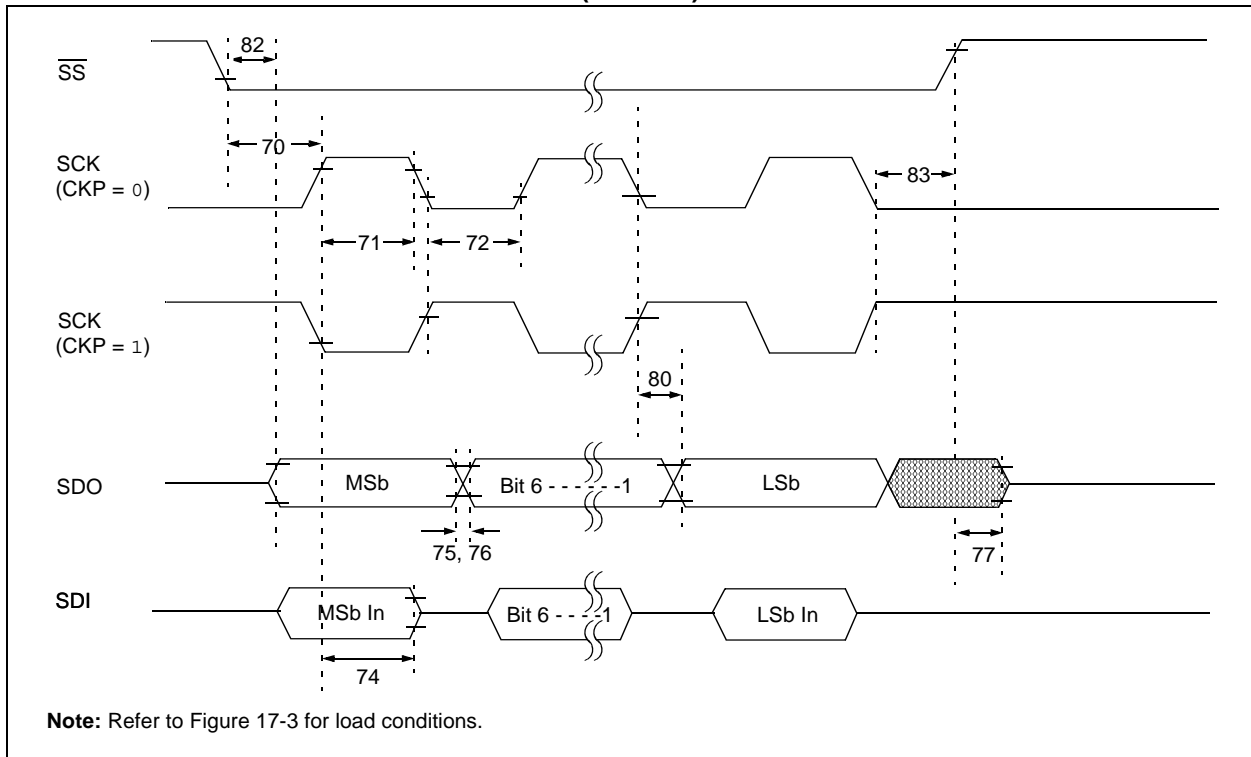 82
SS
70
SCK
(CKP = 0)
83
71
72
SCK
(CKP = 1)
80
SDO
MSb
Bit 6 - - - - - -1
LSb
75, 76
77
SDI
MSb In
Bit 6 - - - -1
LSb In
74
Note: Refer to Figure 17-3 for load conditions.